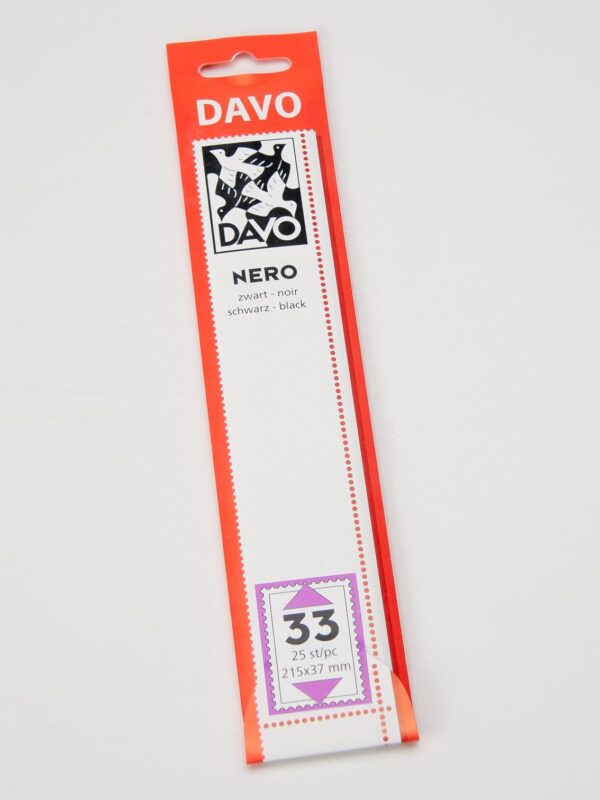 DAVO
DAVO
NERO
zwart - noir
schwarz - black
33
25 st/pc
215x37 mm